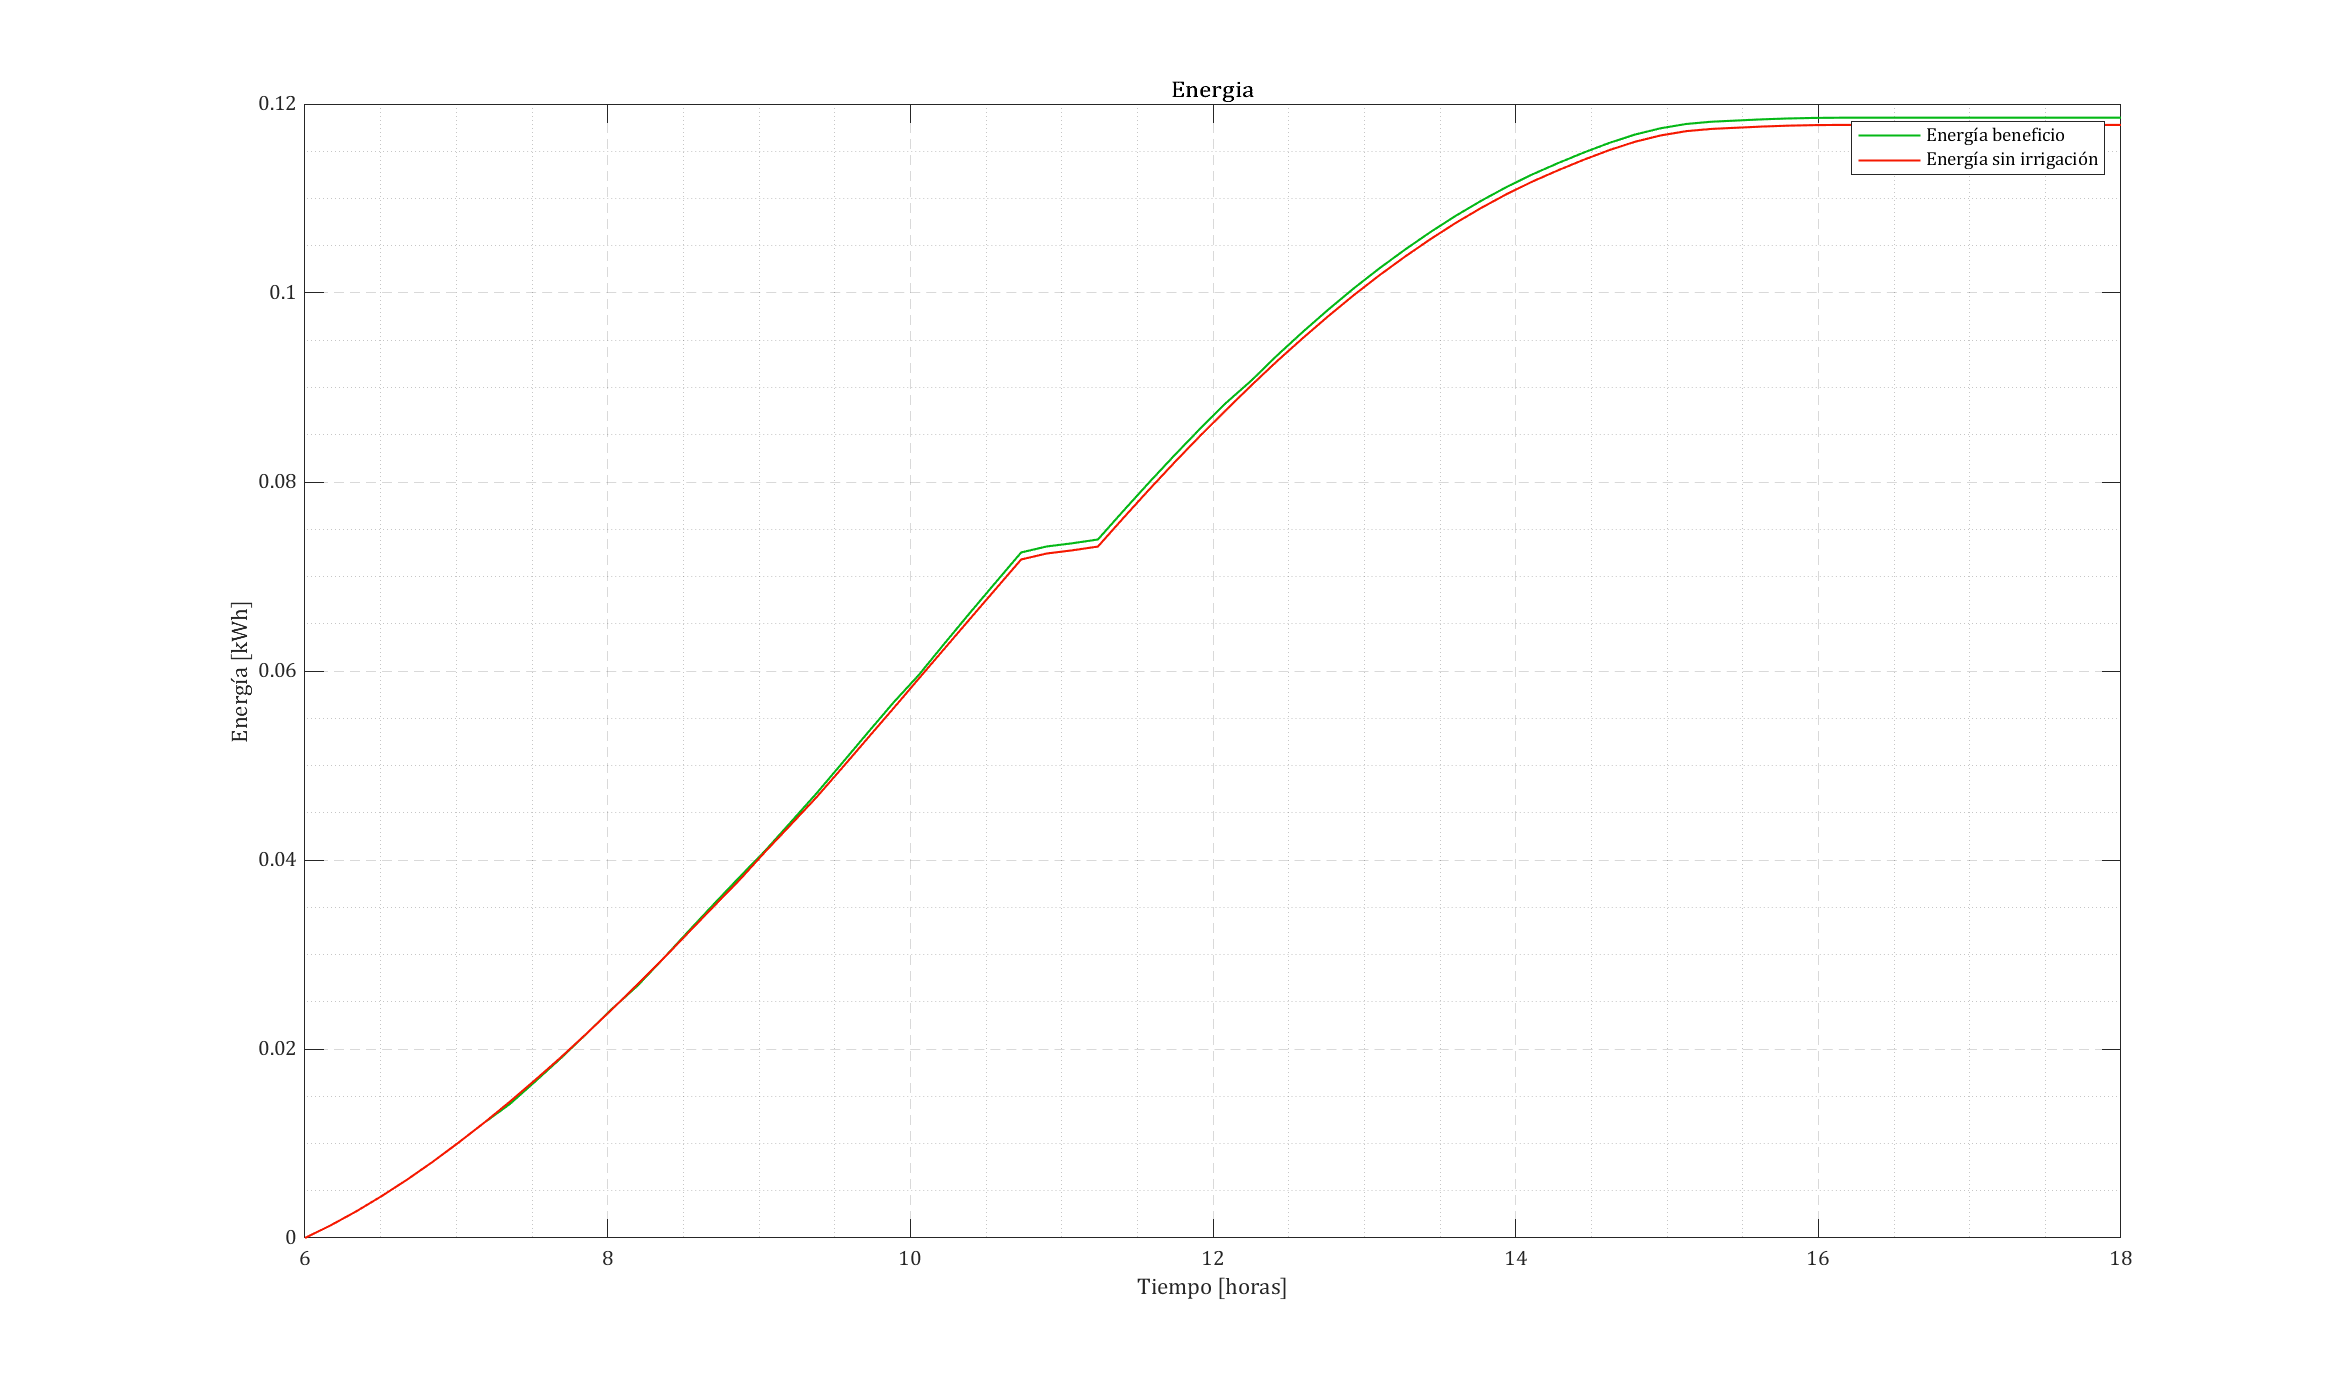 Energia
0.12
0.1
0.08
0.06
0.04
0.02
0
Energía [kWh]
6 8 10 12 14 16 18
Tiempo [horas]
Energía beneficio
Energía sin irrigación